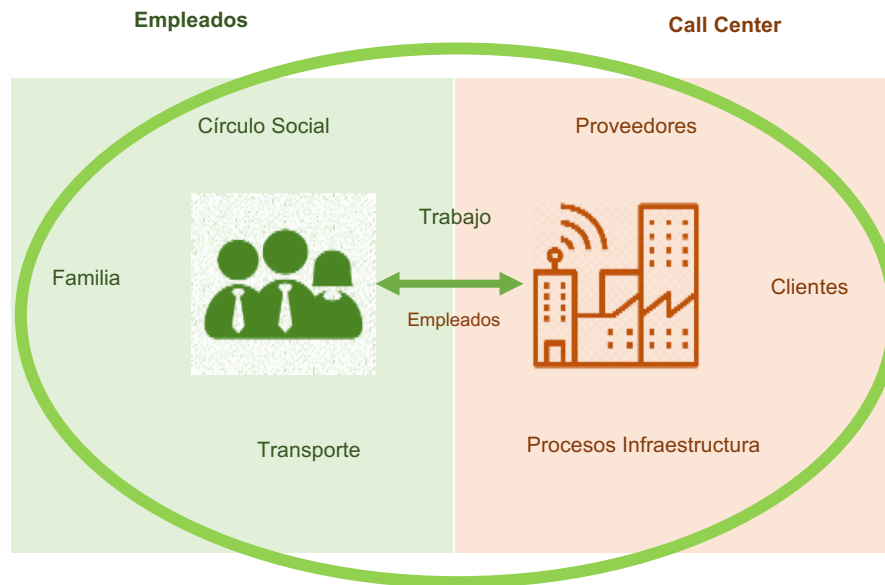 Empleados
Call Center
Círculo Social
Proveedores
Trabajo
Familia
Clientes
Empleados
Transporte
Procesos Infraestructura